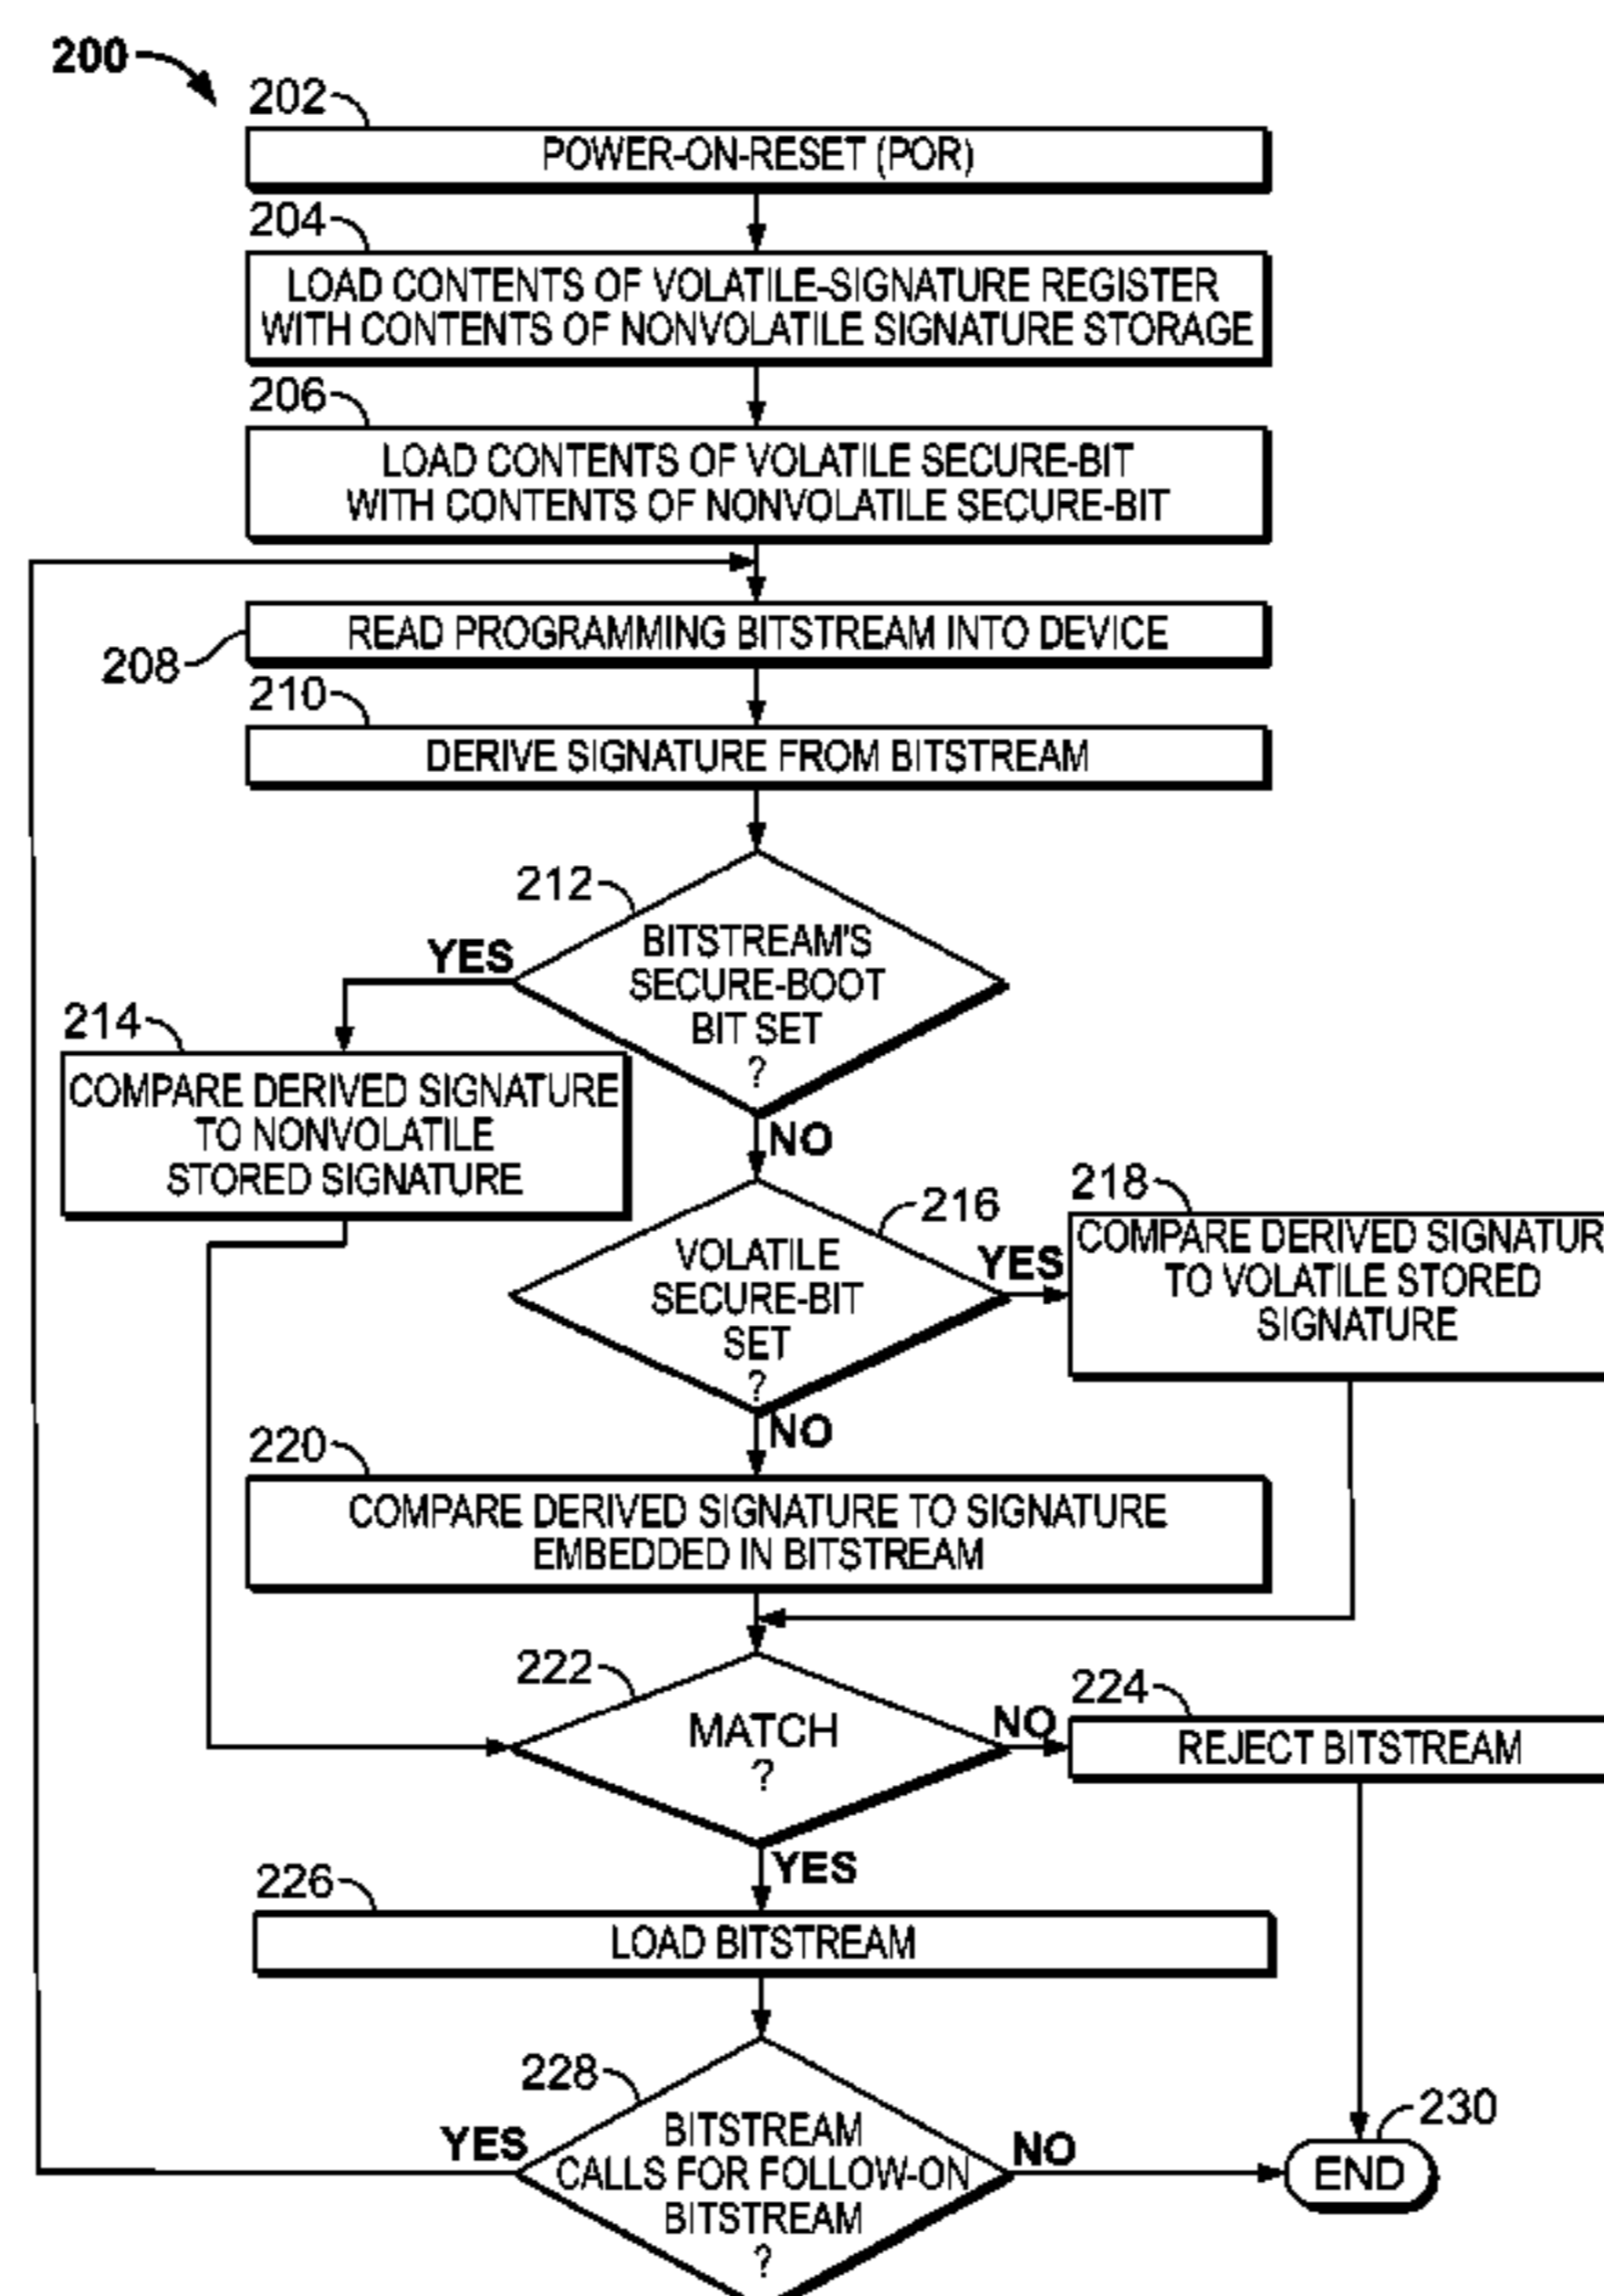 200
202
POWER-ON-RESET (POR)
204
LOAD CONTENTS OF VOLATILE-SIGNATURE REGISTER
WITH CONTENTS OF NONVOLATILE SIGNATURE STORAGE
206
LOAD CONTENTS OF VOLATILE SECURE-BIT
WITH CONTENTS OF NONVOLATILE SECURE-BIT
208
READ PROGRAMMING BITSTREAM INTO DEVICE
210
DERIVE SIGNATURE FROM BITSTREAM
212
BITSTREAM'S
SECURE-BOOT
BIT SET
?
YES
NO
214
COMPARE DERIVED SIGNATURE
TO NONVOLATILE
STORED SIGNATURE
216
VOLATILE
SECURE-BIT
SET
?
YES
NO
218
COMPARE DERIVED SIGNATUR
TO VOLATILE STORED
SIGNATURE
220
COMPARE DERIVED SIGNATURE TO SIGNATURE
EMBEDDED IN BITSTREAM
222
MATCH
?
NO
YES
224
REJECT BITSTREAM
226
LOAD BITSTREAM
228
BITSTREAM
CALLS FOR FOLLOW-ON
BITSTREAM
?
YES
NO
230
END